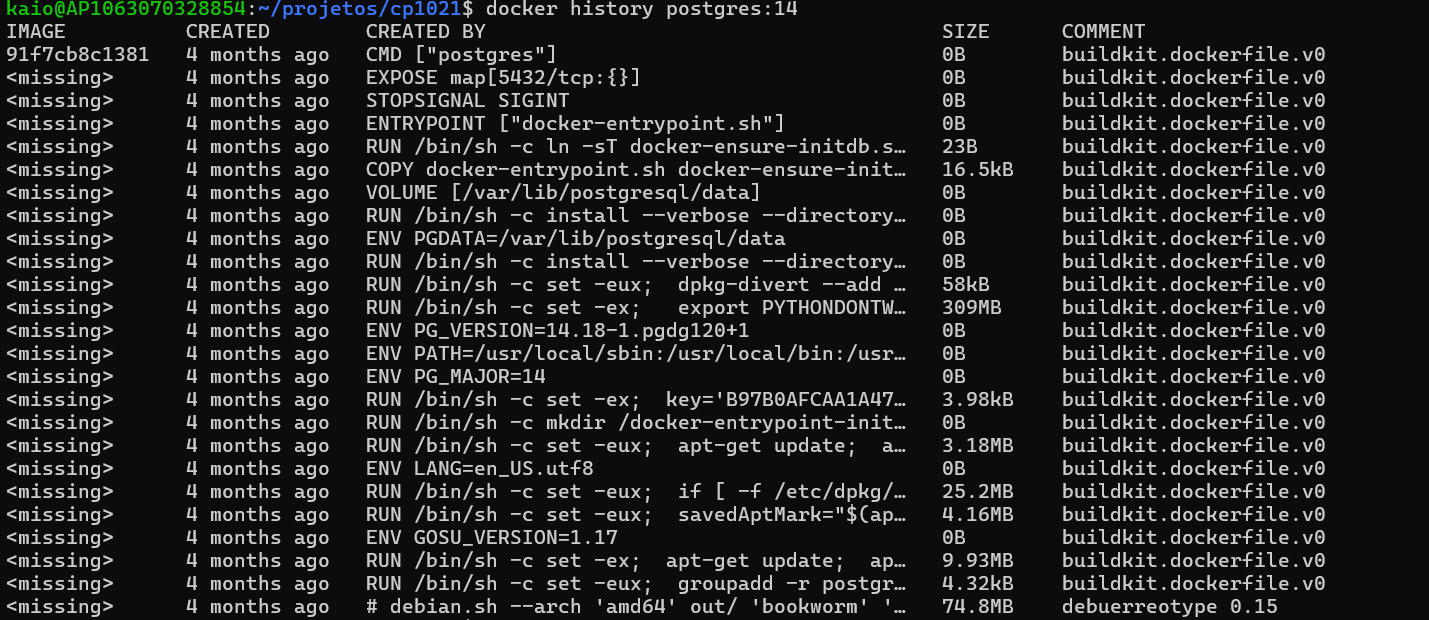 kaio@AP1063070328854:~/projetos/cp1021$ docker history postgres:14
IMAGE CREATED CREATED BY SIZE COMMENT
91f7cb8c1381 4 months ago CMD ["postgres"] 0B buildkit.dockerfile.v0
<missing> 4 months ago EXPOSE map[5432/tcp:{}] 0B buildkit.dockerfile.v0
<missing> 4 months ago STOPSIGNAL SIGINT 0B buildkit.dockerfile.v0
<missing> 4 months ago ENTRYPOINT ["docker-entrypoint.sh"] 0B buildkit.dockerfile.v0
<missing> 4 months ago RUN /bin/sh -c ln -sT docker-ensure-initdb.s… 23B buildkit.dockerfile.v0
<missing> 4 months ago COPY docker-entrypoint.sh docker-ensure-init… 16.5kB buildkit.dockerfile.v0
<missing> 4 months ago VOLUME [/var/lib/postgresql/data] 0B buildkit.dockerfile.v0
<missing> 4 months ago RUN /bin/sh -c install --verbose --directory… 0B buildkit.dockerfile.v0
<missing> 4 months ago ENV PGDATA=/var/lib/postgresql/data 0B buildkit.dockerfile.v0
<missing> 4 months ago RUN /bin/sh -c install --verbose --directory… 0B buildkit.dockerfile.v0
<missing> 4 months ago RUN /bin/sh -c set -eux; dpkg-divert --add … 58kB buildkit.dockerfile.v0
<missing> 4 months ago RUN /bin/sh -c set -ex; export PYTHONDONTW… 309MB buildkit.dockerfile.v0
<missing> 4 months ago ENV PG_VERSION=14.18-1.pgdg120+1 0B buildkit.dockerfile.v0
<missing> 4 months ago ENV PATH=/usr/local/sbin:/usr/local/bin:/usr… 0B buildkit.dockerfile.v0
<missing> 4 months ago ENV PG_MAJOR=14 0B buildkit.dockerfile.v0
<missing> 4 months ago RUN /bin/sh -c set -ex; key='B97B0AFCAA1A47… 3.98kB buildkit.dockerfile.v0
<missing> 4 months ago RUN /bin/sh -c mkdir /docker-entrypoint-init… 0B buildkit.dockerfile.v0
<missing> 4 months ago RUN /bin/sh -c set -eux; apt-get update; a… 3.18MB buildkit.dockerfile.v0
<missing> 4 months ago ENV LANG=en_US.utf8 0B buildkit.dockerfile.v0
<missing> 4 months ago RUN /bin/sh -c set -eux; if [ -f /etc/dpkg/… 25.2MB buildkit.dockerfile.v0
<missing> 4 months ago RUN /bin/sh -c set -eux; savedAptMark="$(ap… 4.16MB buildkit.dockerfile.v0
<missing> 4 months ago ENV GOSU_VERSION=1.17 0B buildkit.dockerfile.v0
<missing> 4 months ago RUN /bin/sh -c set -ex; apt-get update; ap… 9.93MB buildkit.dockerfile.v0
<missing> 4 months ago RUN /bin/sh -c set -eux; groupadd -r postgr… 4.32kB buildkit.dockerfile.v0
<missing> 4 months ago # debian.sh --arch 'amd64' out/ 'bookworm' '… 74.8MB debuerreotype 0.15